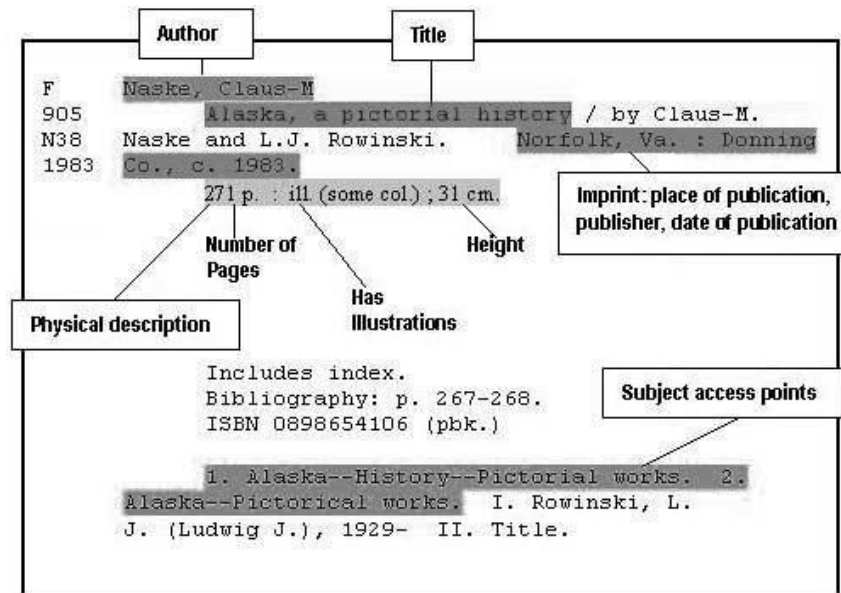 Author
Title
F Naske, Claus-M
905 Alaska, a pictorial history / by Claus-M.
N38 Naske and L.J. Rowinski. Norfolk, Va. : Donning
1983 Co., c. 1983.
271 p. : ill. (some col.) ; 31 cm.
Imprint: place of publication,
publisher, date of publication
Number of
Pages
Height
Has
Illustrations
Physical description
Includes index.
Bibliography: p. 267-268.
ISBN 0898654106 (pbk.)
Subject access points
1. Alaska--History--Pictorial works. 2.
Alaska--Pictorical works. I. Rowinski, L.
J. (Ludwig J.), 1929- II. Title.